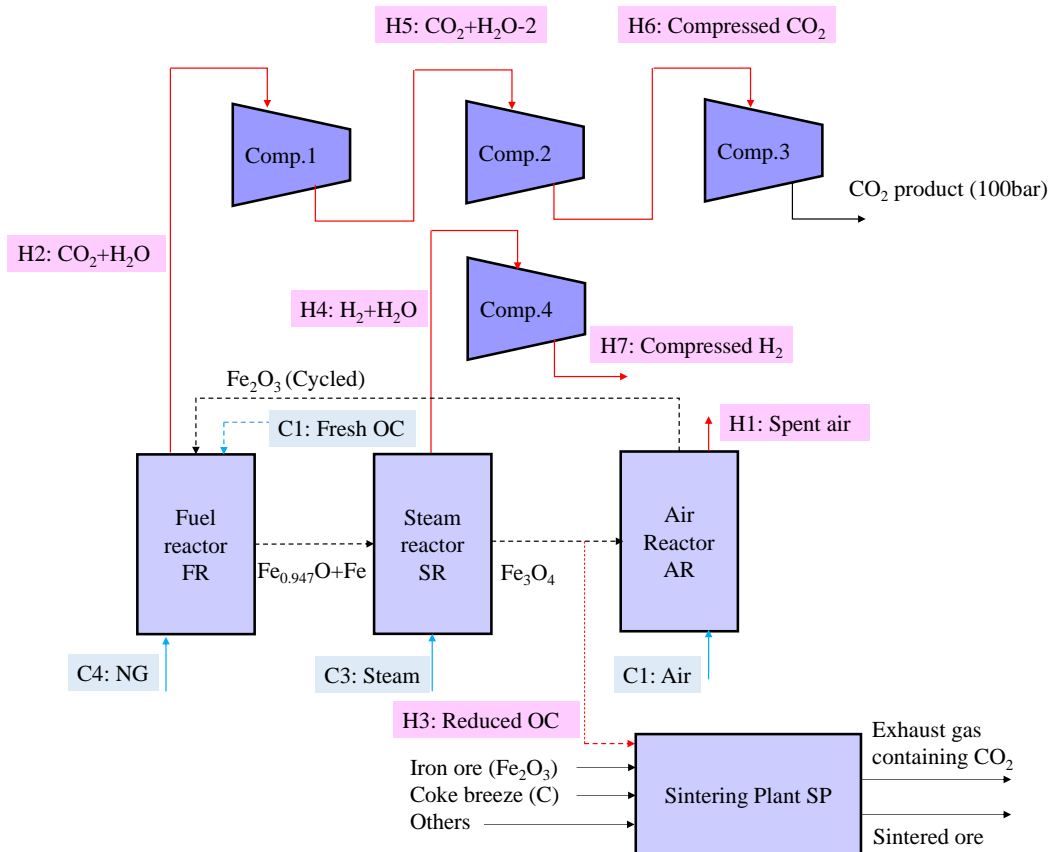 H5: CO₂+H₂O-2
H6: Compressed CO₂
Comp.1
Comp.2
Comp.3
CO₂ product (100bar)
H2: CO₂+H₂O
H4: H₂+H₂O
Comp.4
H7: Compressed H₂
Fe₂O₃ (Cycled)
C1: Fresh OC
H1: Spent air
Fuel
reactor
FR
Steam
reactor
SR
Air
Reactor
AR
Fe₀.₉₄₇O+Fe
Fe₃O₄
C4: NG
C3: Steam
C1: Air
H3: Reduced OC
Iron ore (Fe₂O₃)
Coke breeze (C)
Others
Sintering Plant SP
Exhaust gas
containing CO₂
Sintered ore